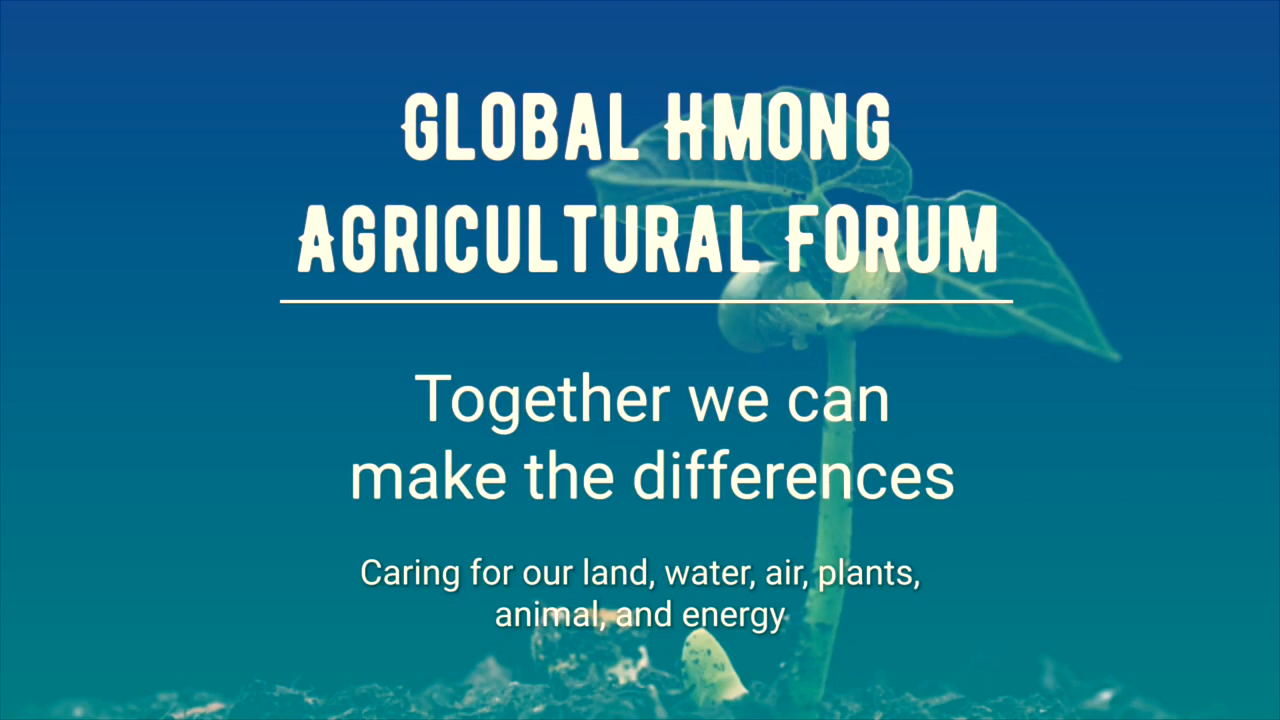 Global Hmong
Agricultural Forum
Together we can
make the differences
Caring for our land, water, air, plants,
animal, and energy